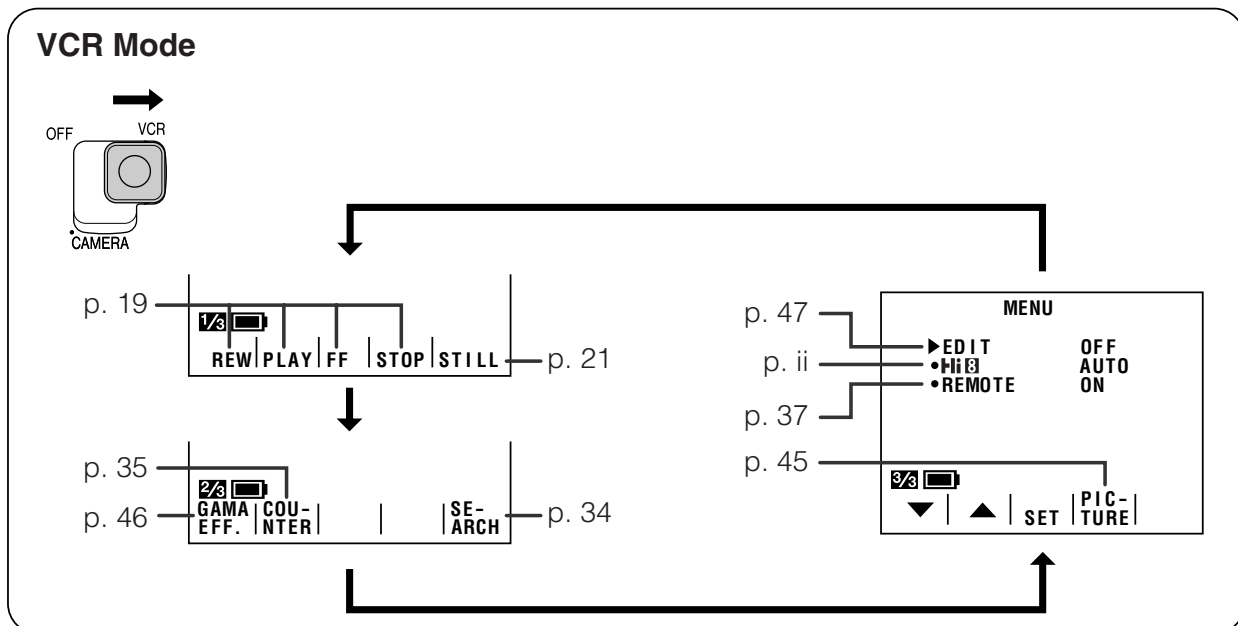 VCR Mode
OFF VCR
CAMERA
p. 19
1/3
REW PLAY FF STOP STILL
p. 21
p. 35
2/3
GAMA EFF. COU-NTER SE-ARCH
p. 46
p. 34
MENU
p. 47
▶EDIT OFF
p. ii
•Hi8 AUTO
p. 37
•REMOTE ON
p. 45
3/3
▼ ▲ SET PIC-TURE